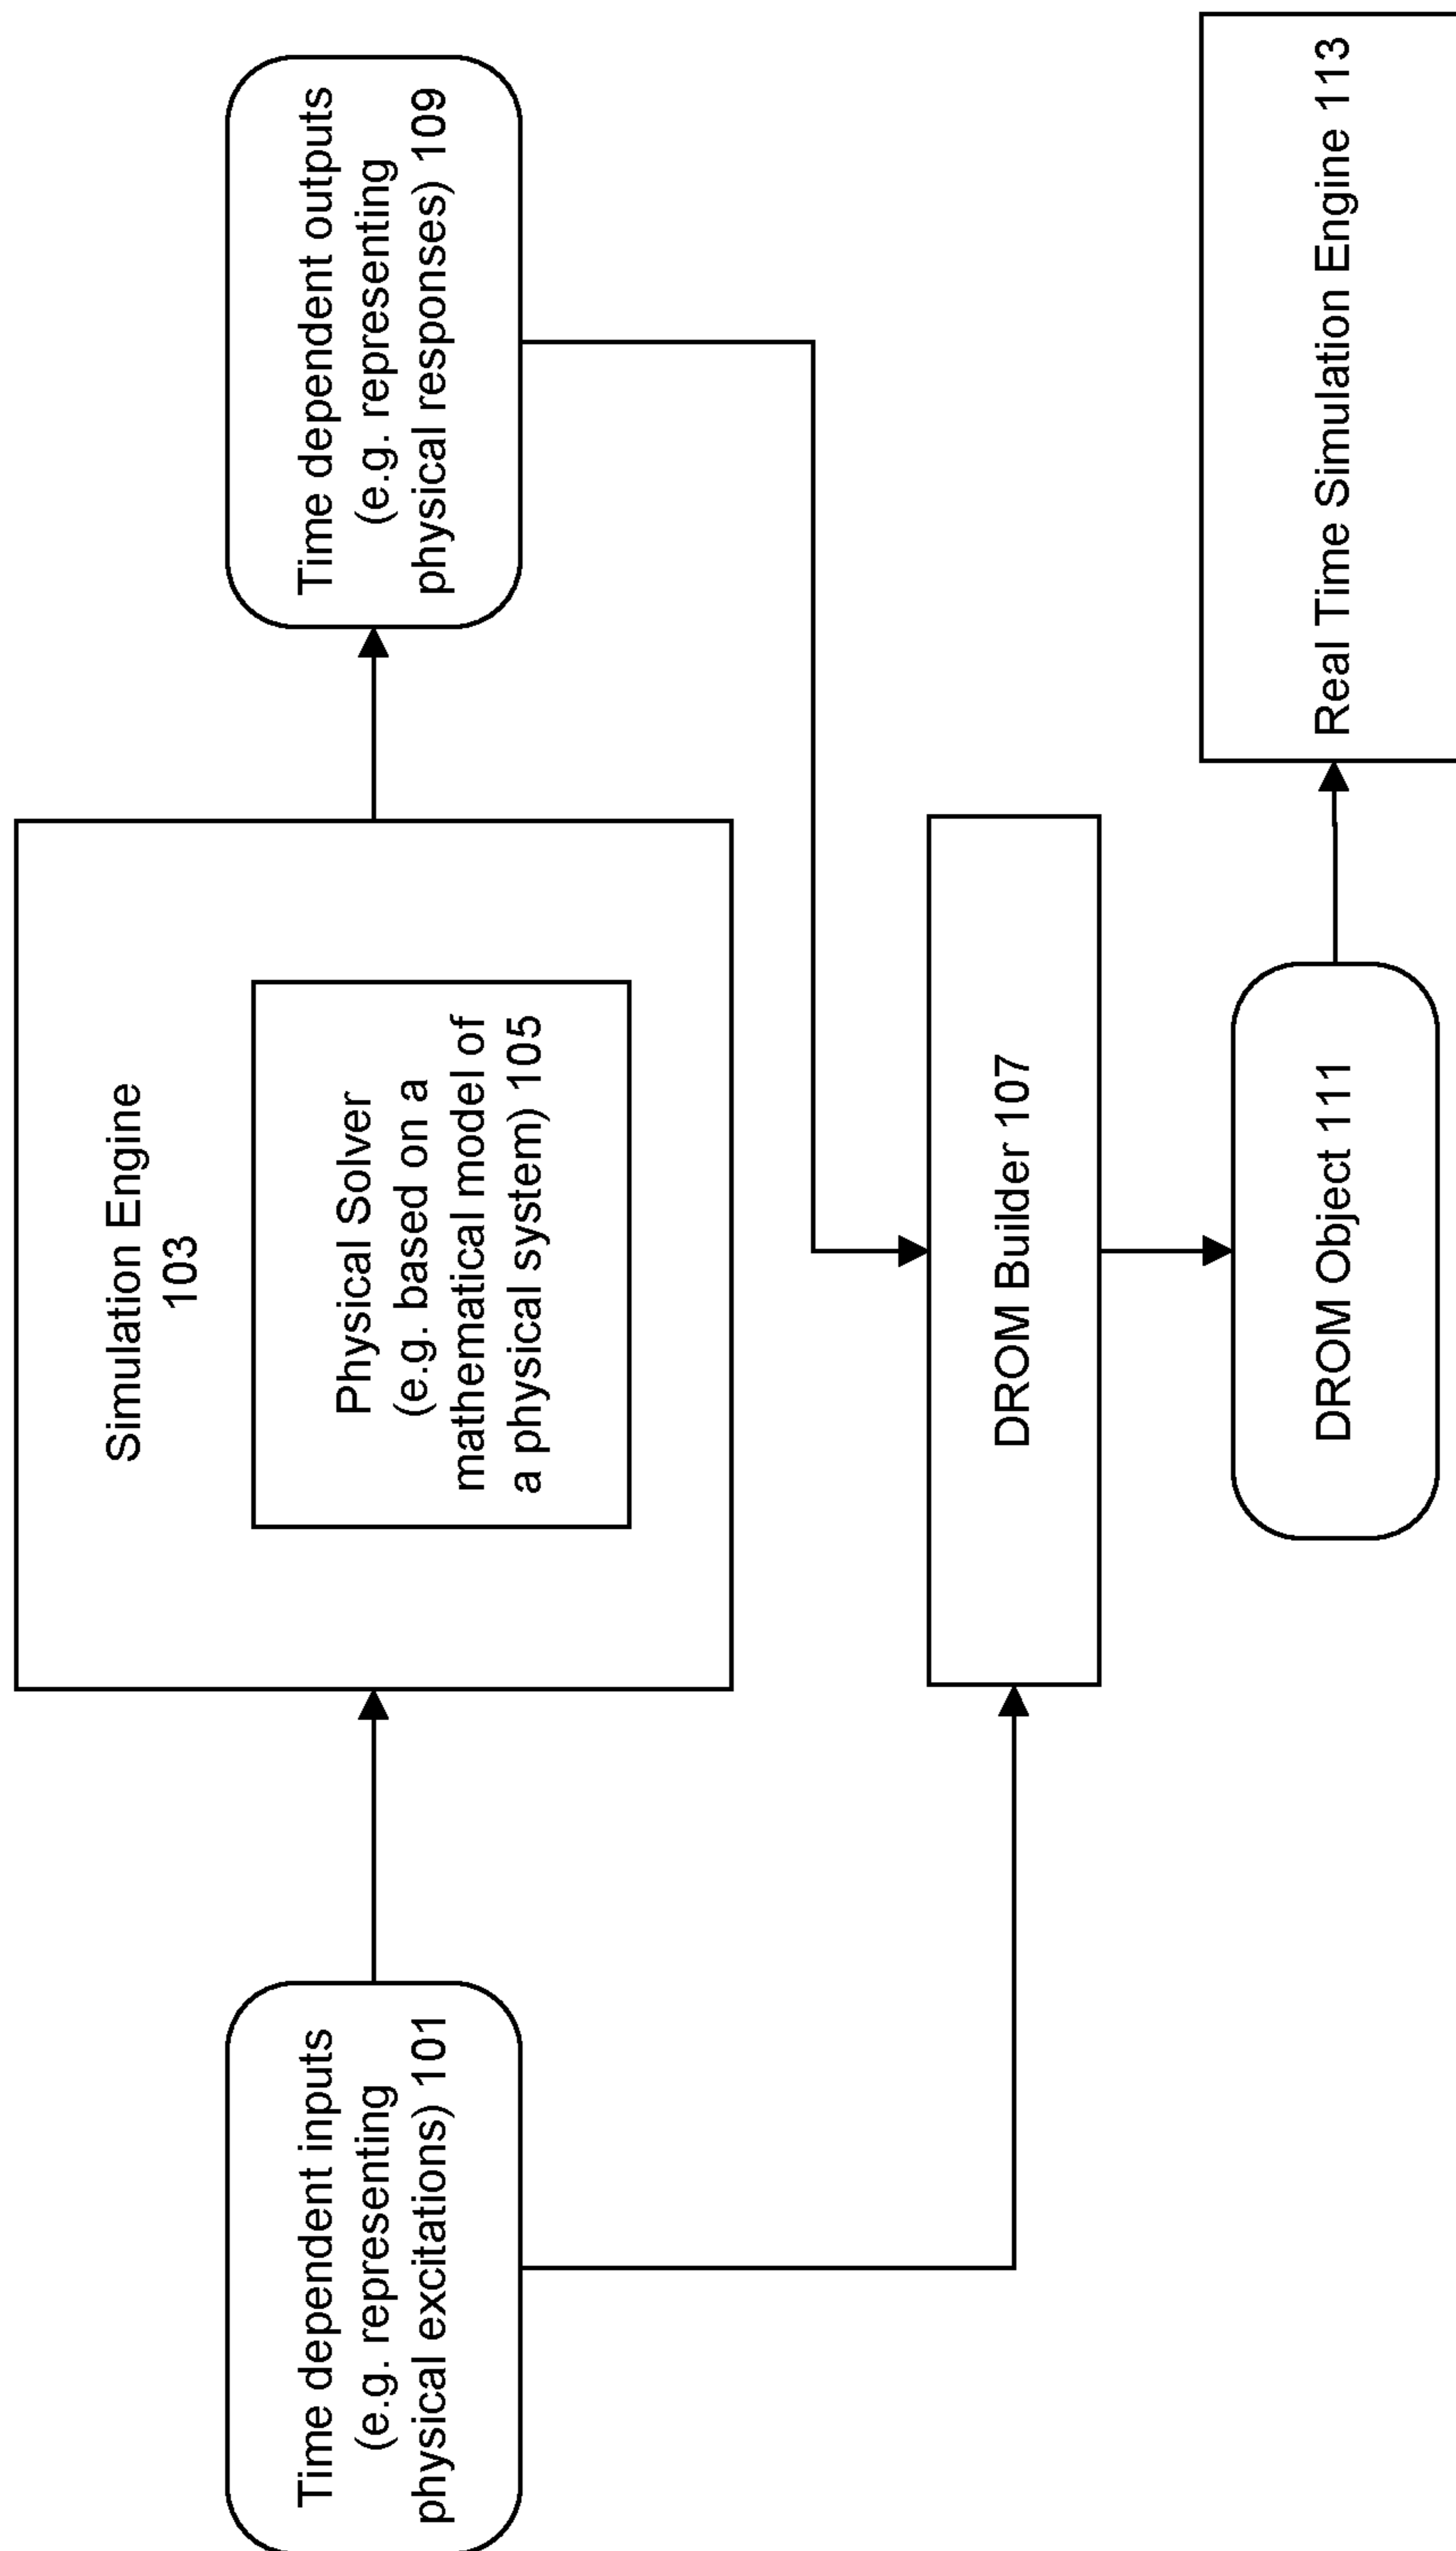 Time dependent inputs
(e.g. representing
physical excitations) 101
Simulation Engine
103
Physical Solver
(e.g. based on a
mathematical model of
a physical system) 105
Time dependent outputs
(e.g. representing
physical responses) 109
DROM Builder 107
DROM Object 111
Real Time Simulation Engine 113